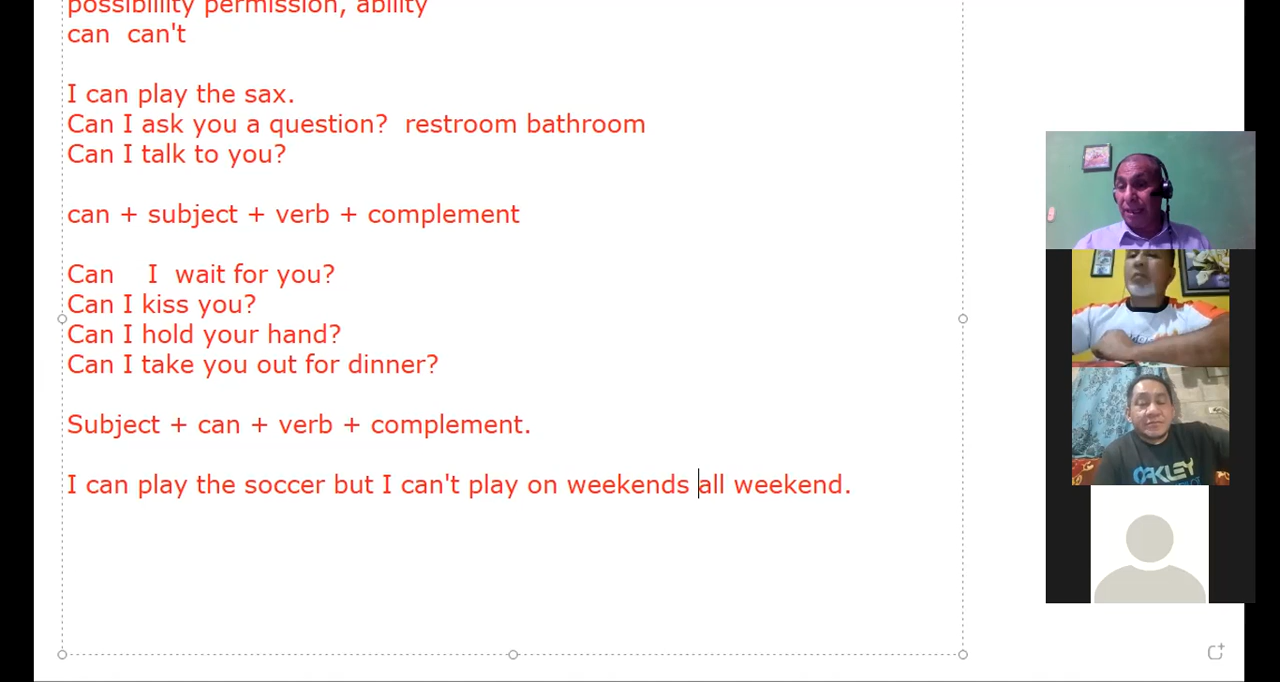 possibility permission, ability
can can't
I can play the sax.
Can I ask you a question? restroom bathroom
Can I talk to you?
can + subject + verb + complement
Can I wait for you?
Can I kiss you?
Can I hold your hand?
Can I take you out for dinner?
Subject + can + verb + complement.
I can play the soccer but I can't play on weekends all weekend.
OAKLEY